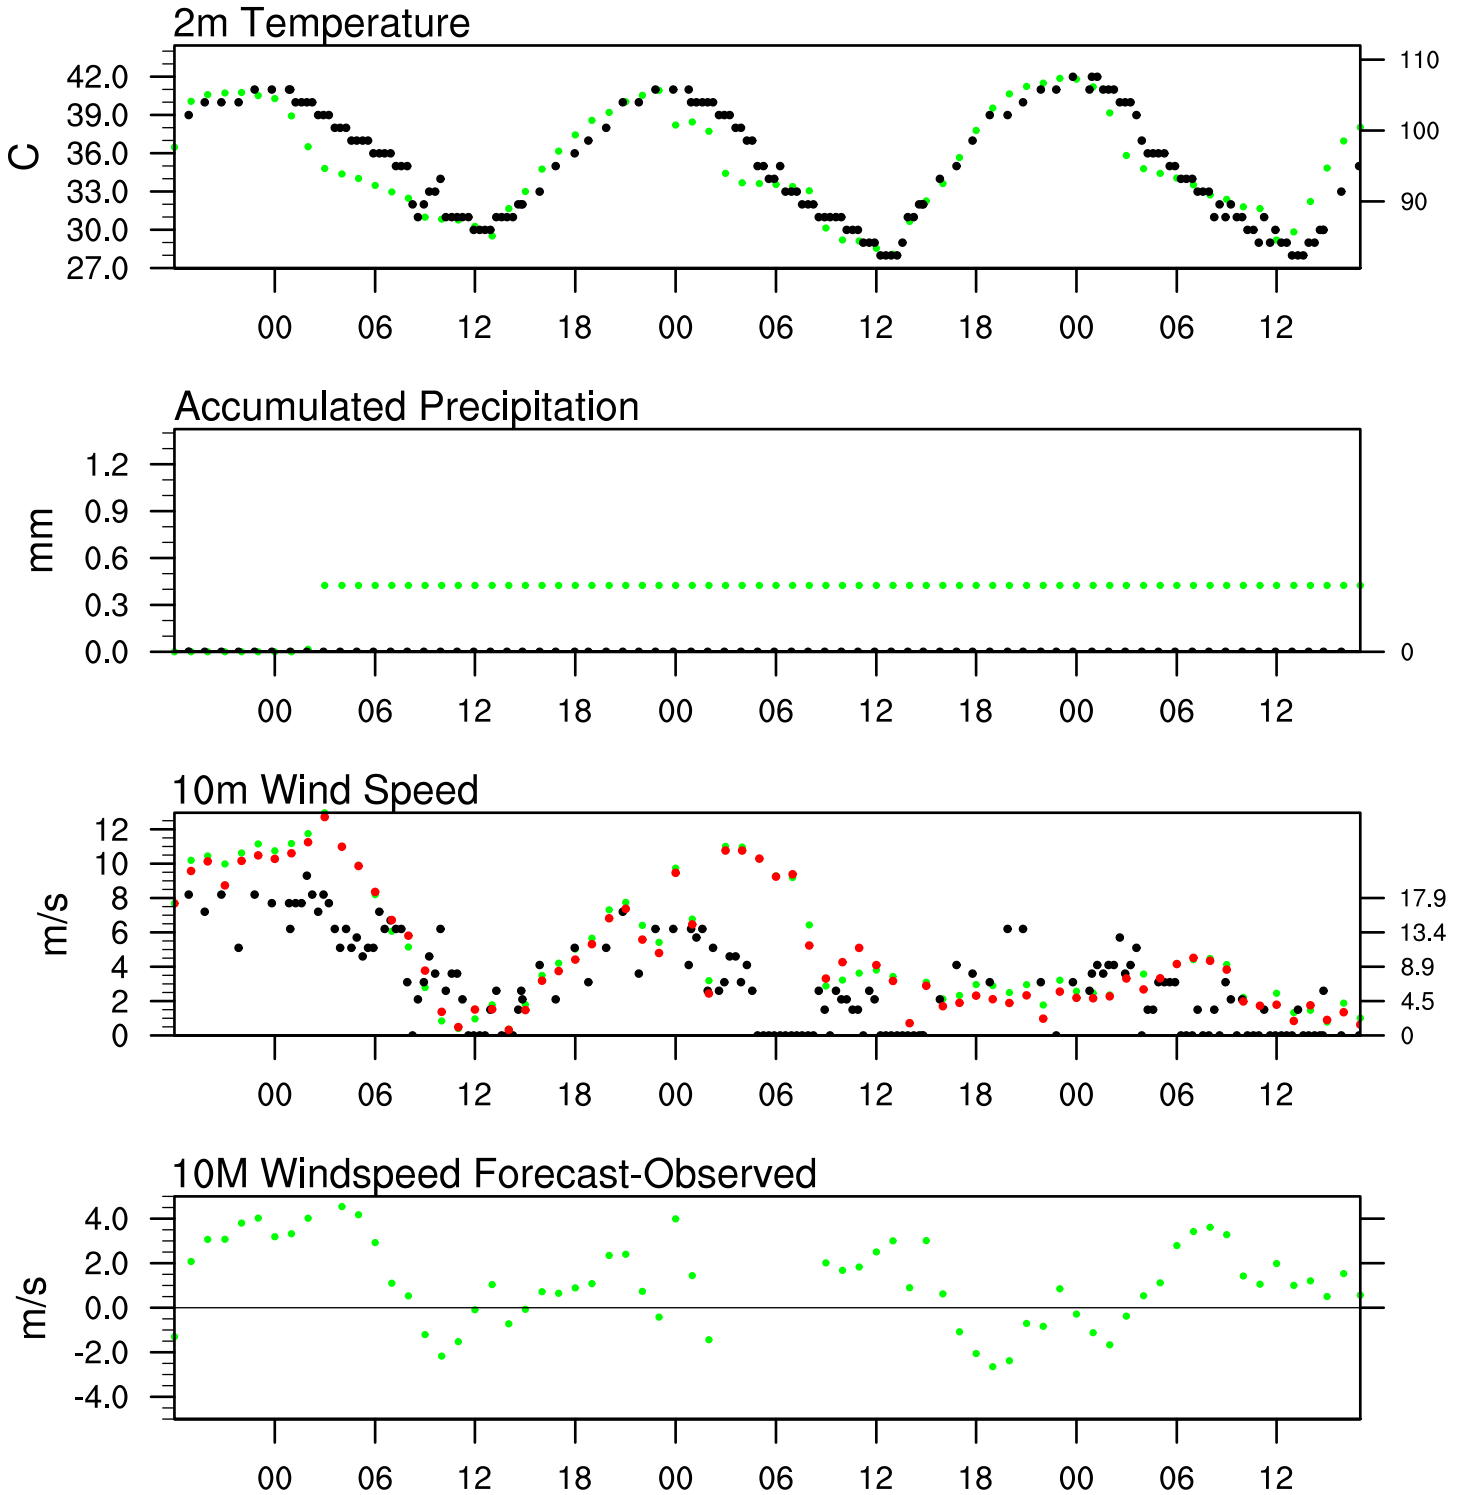 2m Temperature
C
42.0
39.0
36.0
33.0
30.0
27.0
110
100
90
00 06 12 18 00 06 12 18 00 06 12
Accumulated Precipitation
mm
1.2
0.9
0.6
0.3
0.0
0
00 06 12 18 00 06 12 18 00 06 12
10m Wind Speed
m/s
12
10
8
6
4
2
0
17.9
13.4
8.9
4.5
0
00 06 12 18 00 06 12 18 00 06 12
10M Windspeed Forecast-Observed
m/s
4.0
2.0
0.0
-2.0
-4.0
00 06 12 18 00 06 12 18 00 06 12